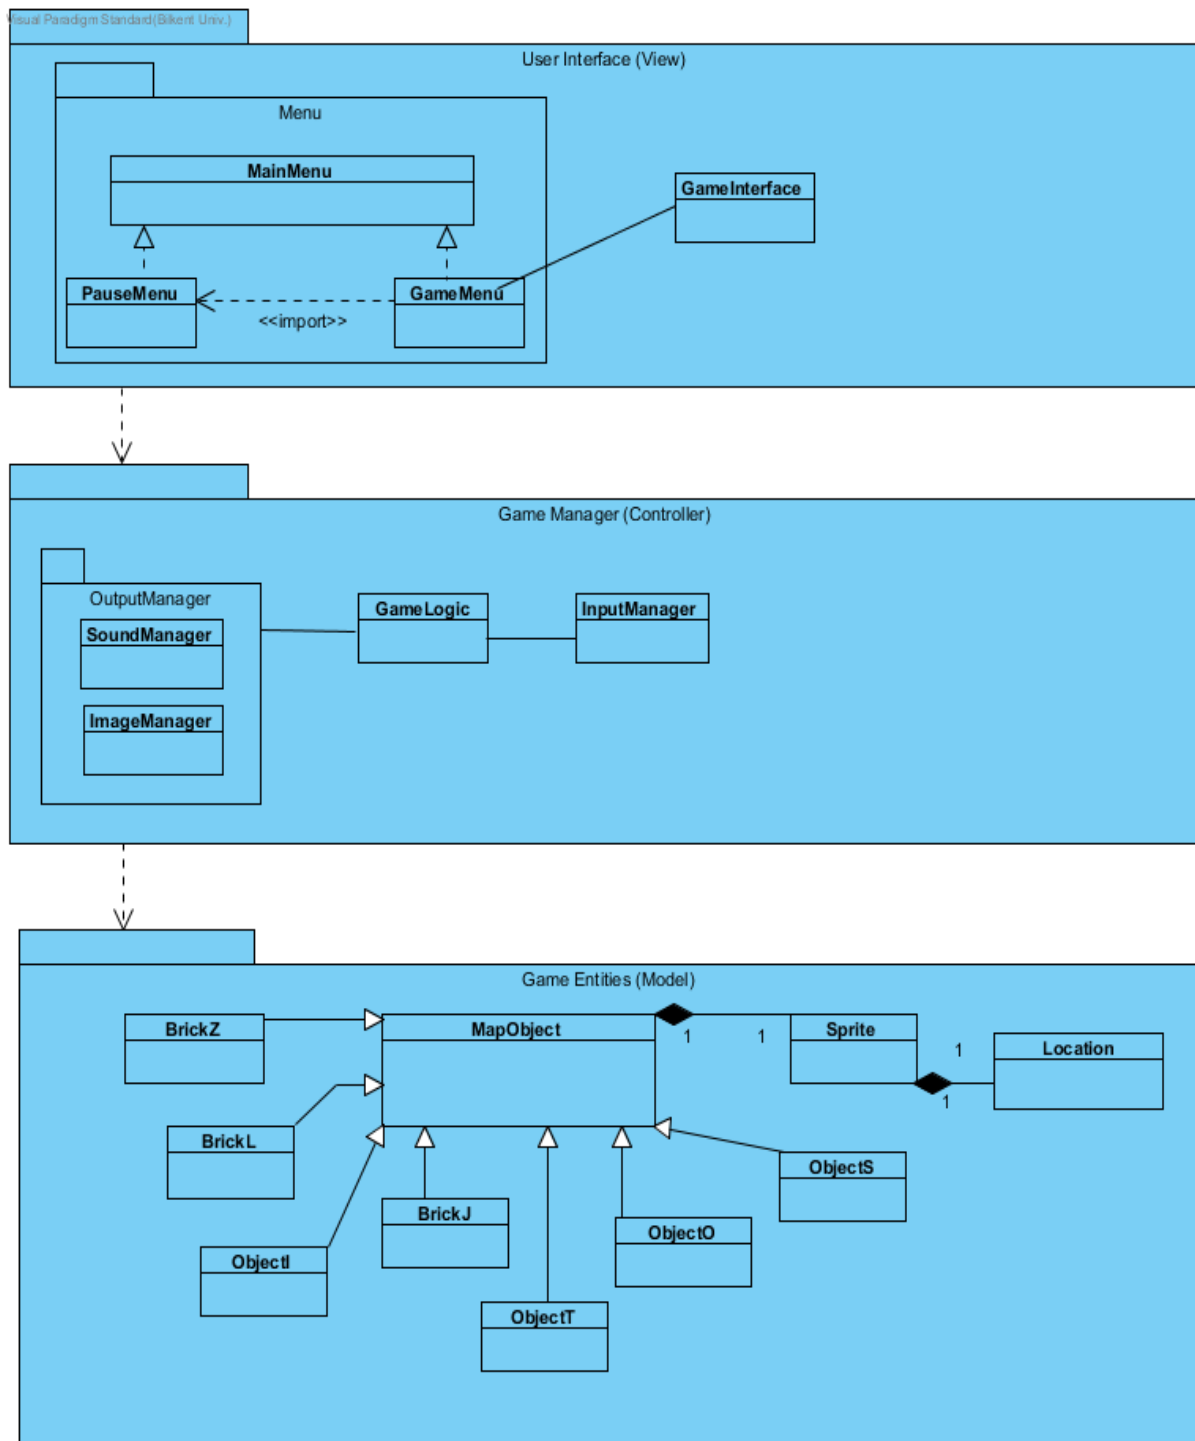 Visual Paradigm Standard(Bilkent Univ.)
User Interface (View)
Menu
MainMenu
GameInterface
PauseMenu
GameMenu
<<import>>
Game Manager (Controller)
OutputManager
GameLogic
InputManager
SoundManager
ImageManager
Game Entities (Model)
BrickZ
MapObject
Sprite
1
1
1
Location
1
BrickL
ObjectS
BrickJ
ObjectO
ObjectI
ObjectT